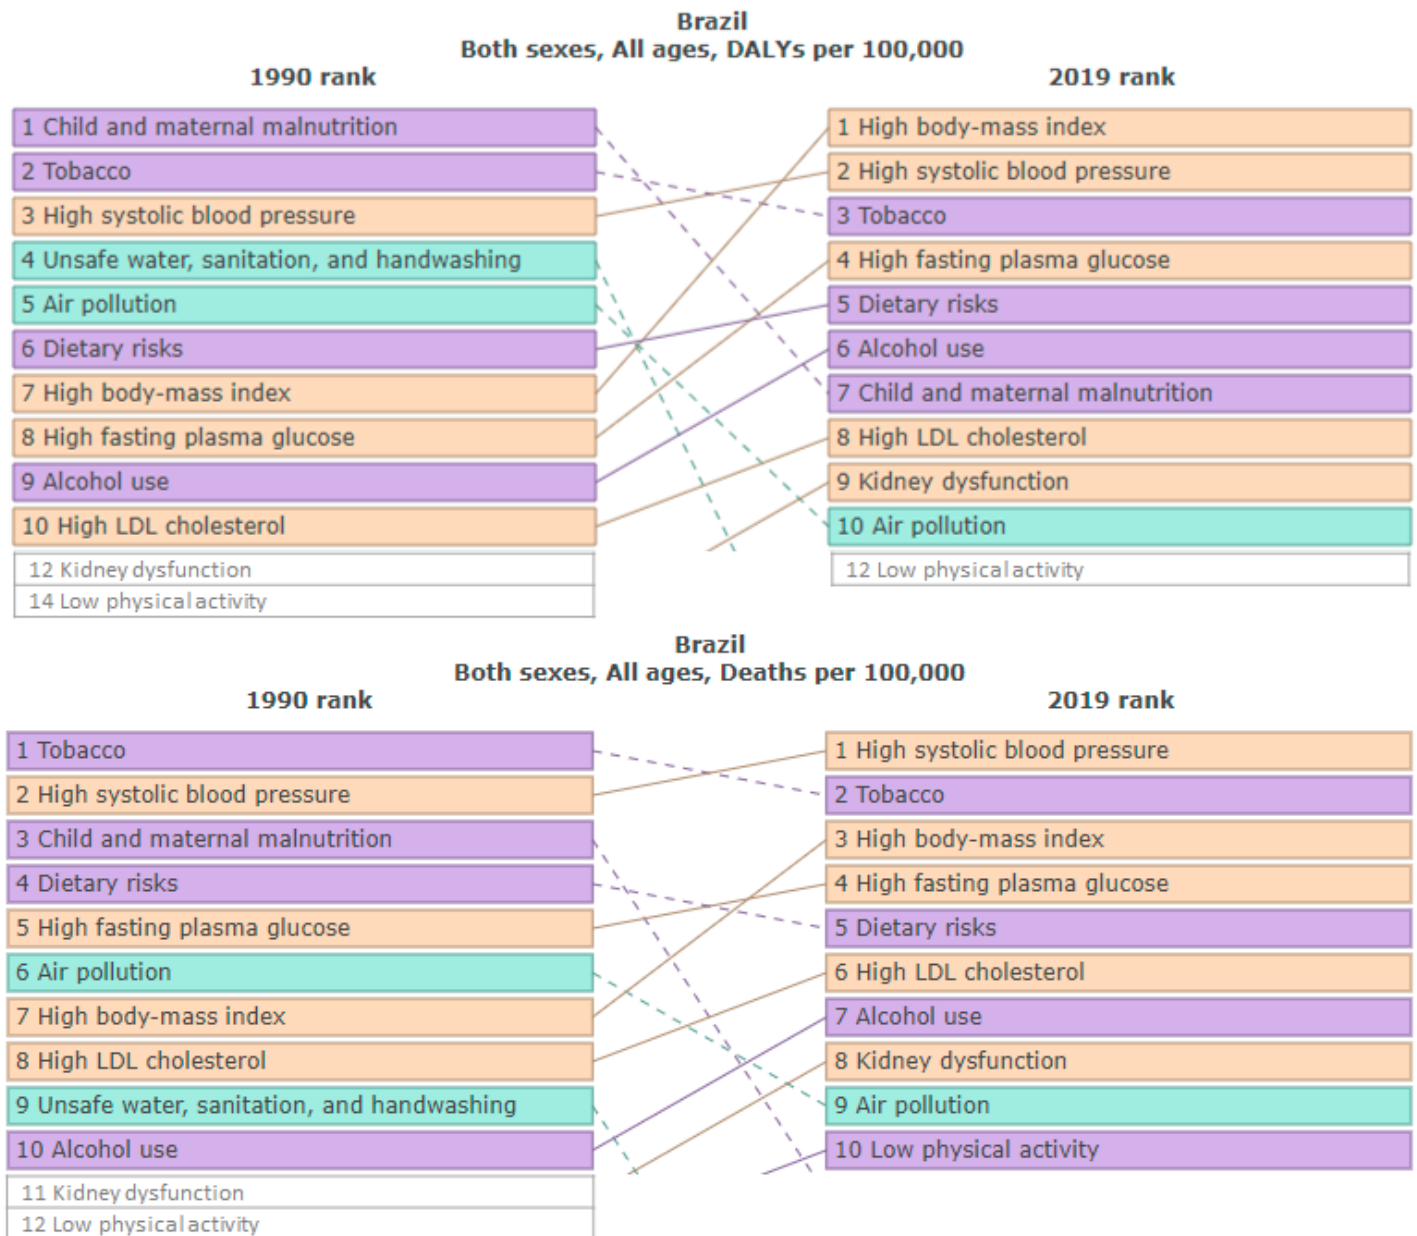 Brazil
Both sexes, All ages, DALYs per 100,000
1990 rank
2019 rank
1 Child and maternal malnutrition
1 High body-mass index
2 Tobacco
2 High systolic blood pressure
3 High systolic blood pressure
3 Tobacco
4 Unsafe water, sanitation, and handwashing
4 High fasting plasma glucose
5 Air pollution
5 Dietary risks
6 Dietary risks
6 Alcohol use
7 High body-mass index
7 Child and maternal malnutrition
8 High fasting plasma glucose
8 High LDL cholesterol
9 Alcohol use
9 Kidney dysfunction
10 High LDL cholesterol
10 Air pollution
12 Kidney dysfunction
12 Low physical activity
14 Low physical activity
Brazil
Both sexes, All ages, Deaths per 100,000
1990 rank
2019 rank
1 Tobacco
1 High systolic blood pressure
2 High systolic blood pressure
2 Tobacco
3 Child and maternal malnutrition
3 High body-mass index
4 Dietary risks
4 High fasting plasma glucose
5 High fasting plasma glucose
5 Dietary risks
6 Air pollution
6 High LDL cholesterol
7 High body-mass index
7 Alcohol use
8 High LDL cholesterol
8 Kidney dysfunction
9 Unsafe water, sanitation, and handwashing
9 Air pollution
10 Alcohol use
10 Low physical activity
11 Kidney dysfunction
12 Low physical activity